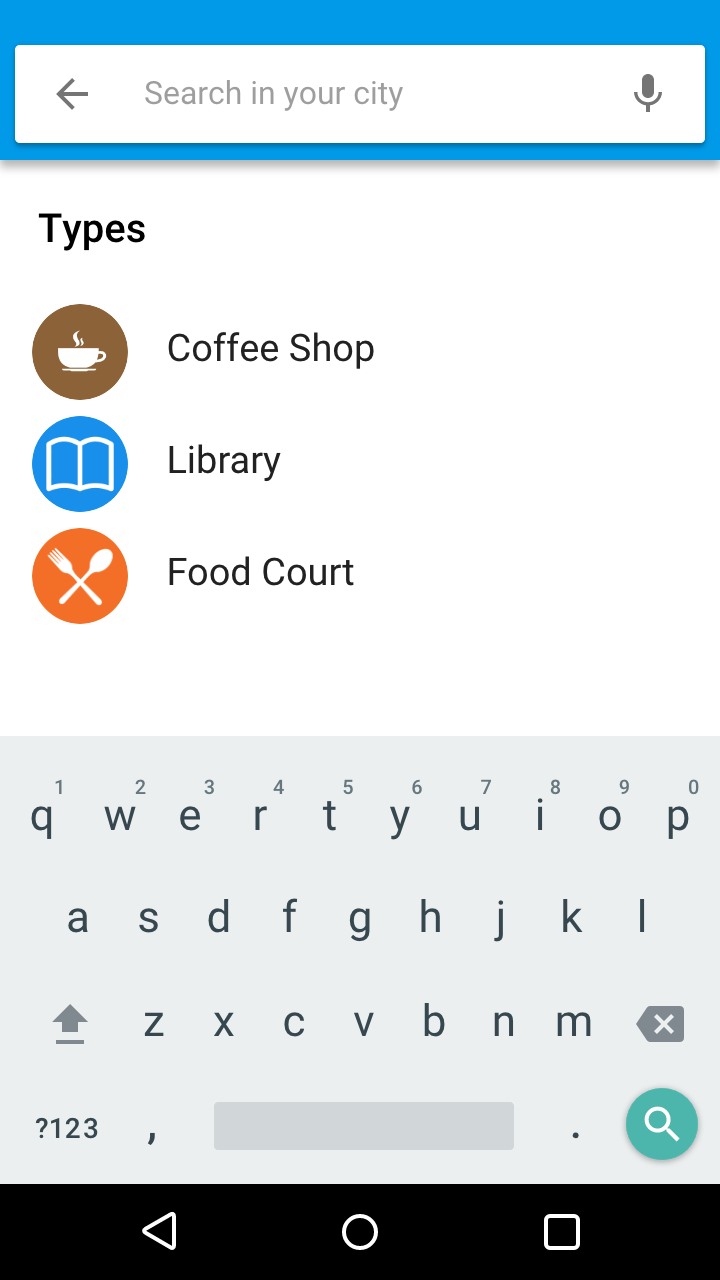 Search in your city
Types
Coffee Shop
Library
Food Court
1 2 3 4 5 6 7 8 9 0
q w e r t y u i o p
a s d f g h j k l
z x c v b n m
?123 , .